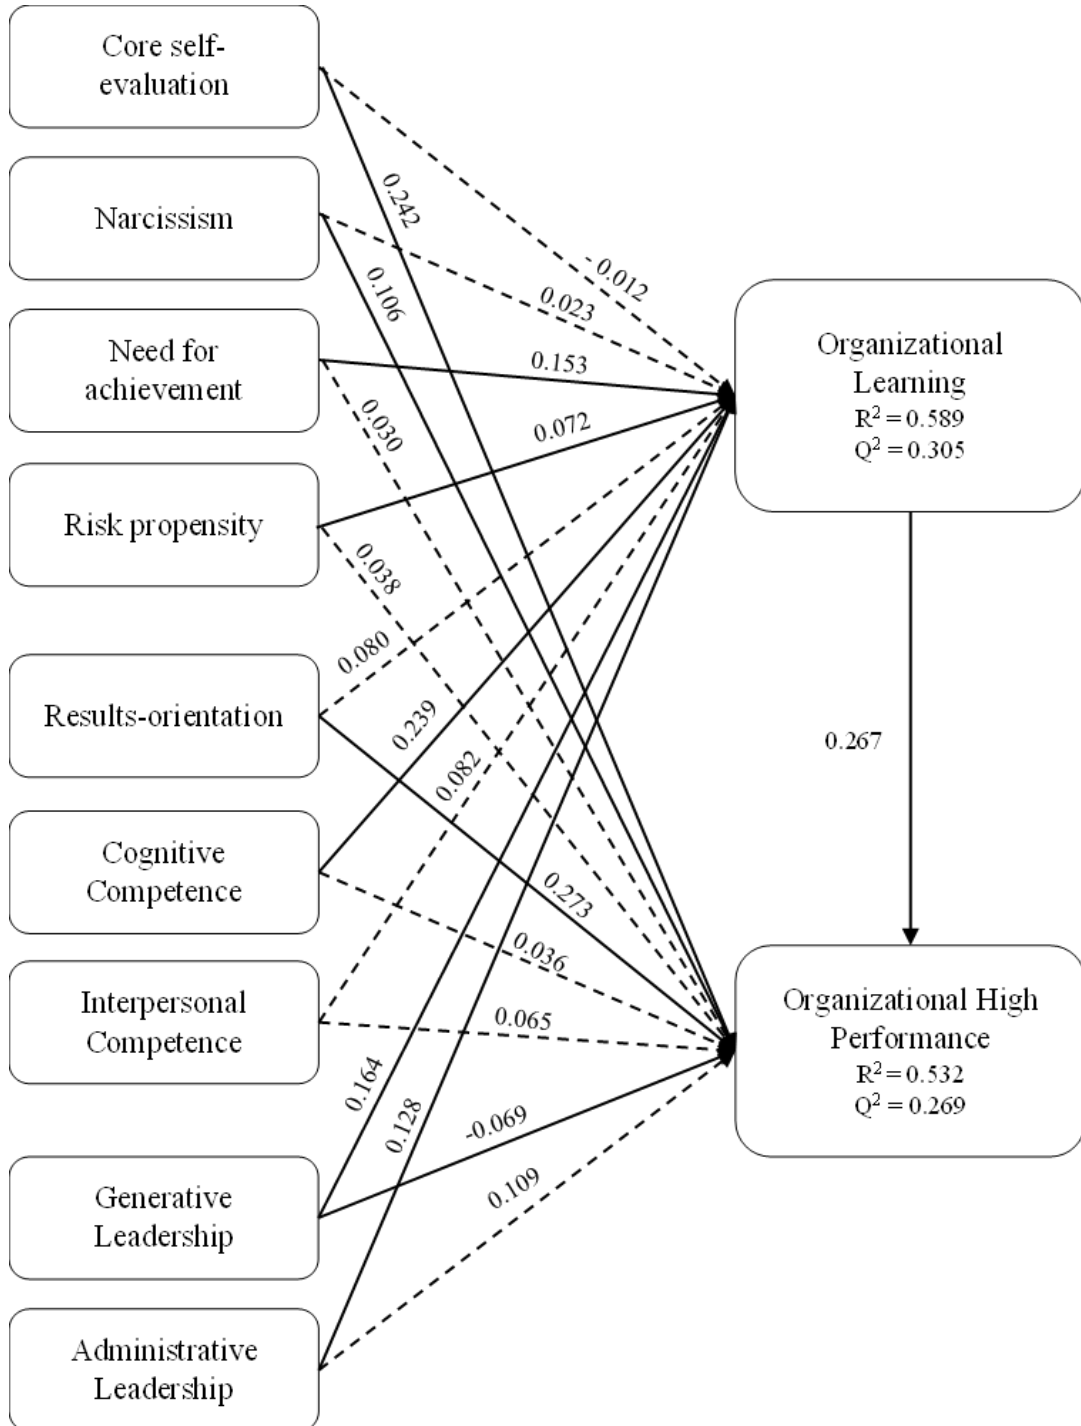 Core self-
evaluation
Narcissism
Need for
achievement
Risk propensity
Results-orientation
Cognitive
Competence
Interpersonal
Competence
Generative
Leadership
Administrative
Leadership
0.242
0.106
- 0.012
0.023
0.153
0.030
0.072
0.038
0.080
0.239
0.082
0.273
0.036
0.065
0.164
0.128
-0.069
0.109
Organizational
Learning
R² = 0.589
Q² = 0.305
0.267
Organizational High
Performance
R² = 0.532
Q² = 0.269